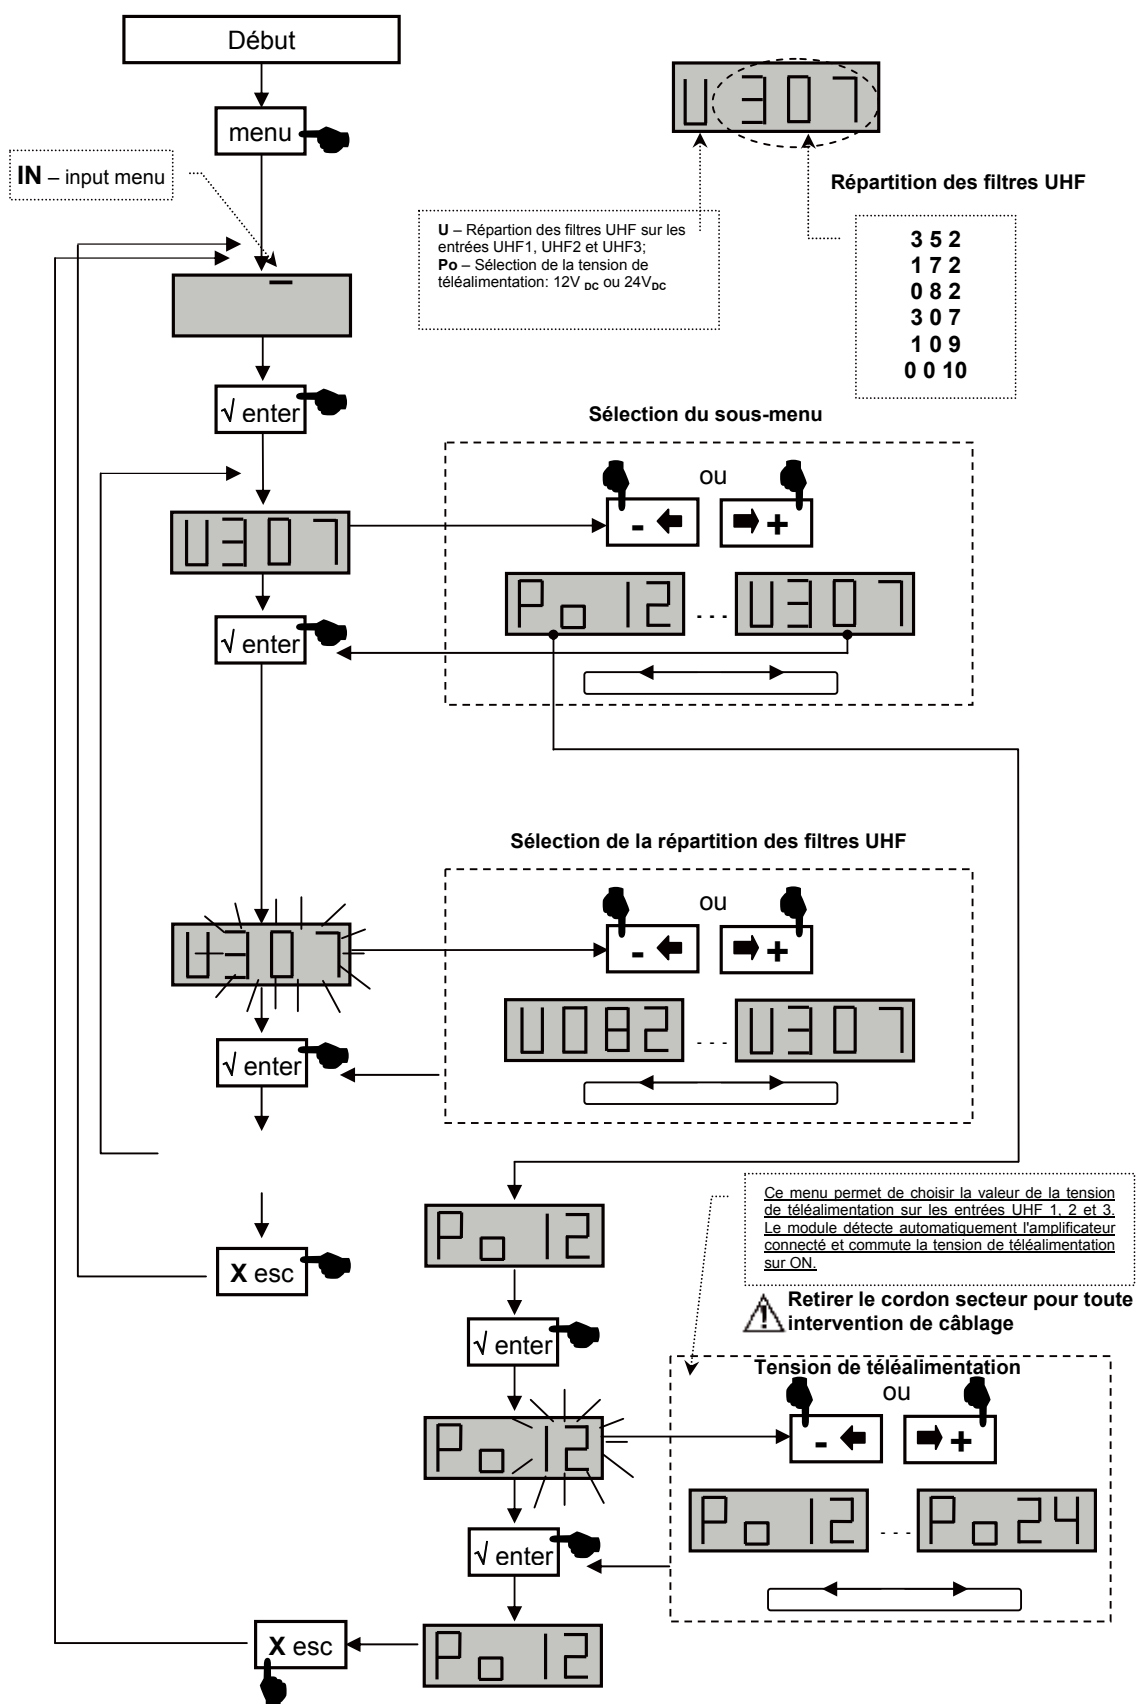 Début
menu
IN – input menu
U 3 0 7
Répartition des filtres UHF
U – Répartion des filtres UHF sur les
entrées UHF1, UHF2 et UHF3;
Po – Sélection de la tension de
téléalimentation: 12V DC ou 24VDC
3 5 2
1 7 2
0 8 2
3 0 7
1 0 9
0 0 10
√ enter
Sélection du sous-menu
ou
- +
U307
Po 12 ... U307
√ enter
Sélection de la répartition des filtres UHF
ou
- +
U307
U082 ... U307
√ enter
Ce menu permet de choisir la valeur de la tension
de téléalimentation sur les entrées UHF 1, 2 et 3.
Le module détecte automatiquement l'amplificateur
connecté et commute la tension de téléalimentation
sur ON.
Po 12
X esc
Retirer le cordon secteur pour toute
intervention de câblage
√ enter
Tension de téléalimentation
ou
- +
Po 12
Po 12 ... Po24
√ enter
X esc
Po 12